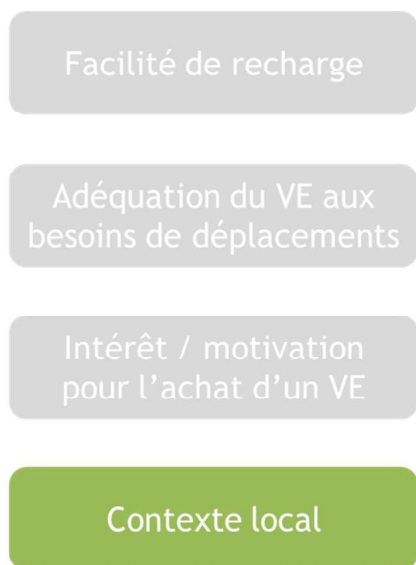 Facilité de recharge
Adéquation du VE aux
besoins de déplacements
Intérêt / motivation
pour l’achat d’un VE
Contexte local